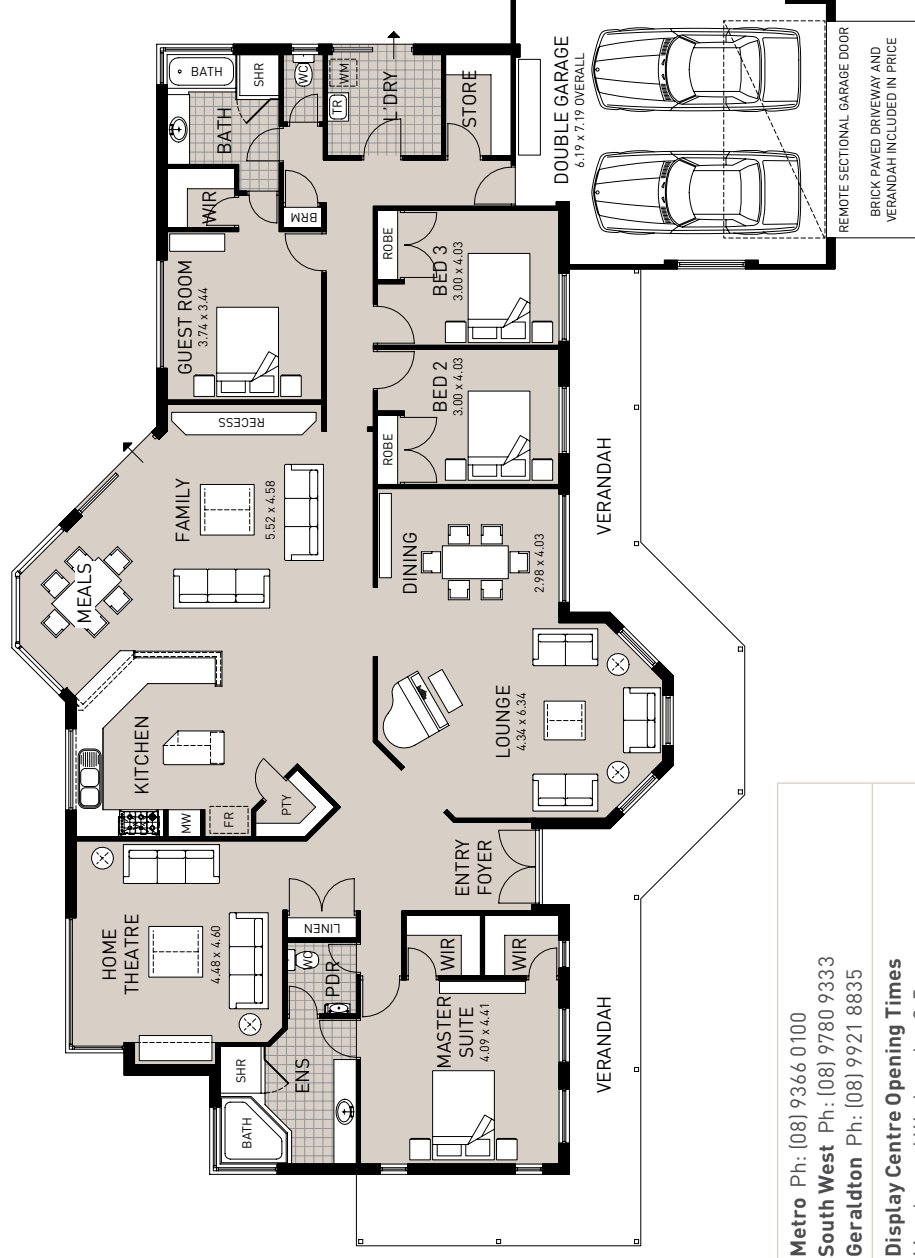 BATH
SHR
WC
WM
TR
L'DRY
STORE
BATH
WIR
BRM
DOUBLE GARAGE
6.19 x 7.19 OVERALL
REMOTE SECTIONAL GARAGE DOOR
BRICK PAVED DRIVEWAY AND
VERANDAH INCLUDED IN PRICE
GUEST ROOM
3.74 x 3.44
ROBE
BED 3
3.00 x 4.03
RECESS
ROBE
BED 2
3.00 x 4.03
MEALS
FAMILY
5.52 x 4.58
DINING
2.98 x 4.03
VERANDAH
KITCHEN
LOUNGE
4.34 x 6.34
MW
FR
PTY
HOME
THEATRE
4.48 x 4.60
ENTRY
FOYER
LINEN
WC
PDR
WIR
WIR
SHR
BATH
ENS
MASTER
SUITE
4.09 x 4.41
VERANDAH
Metro Ph: (08) 9366 0100
South West Ph: (08) 9780 9333
Geraldton Ph: (08) 9921 8835
Display Centre Opening Times